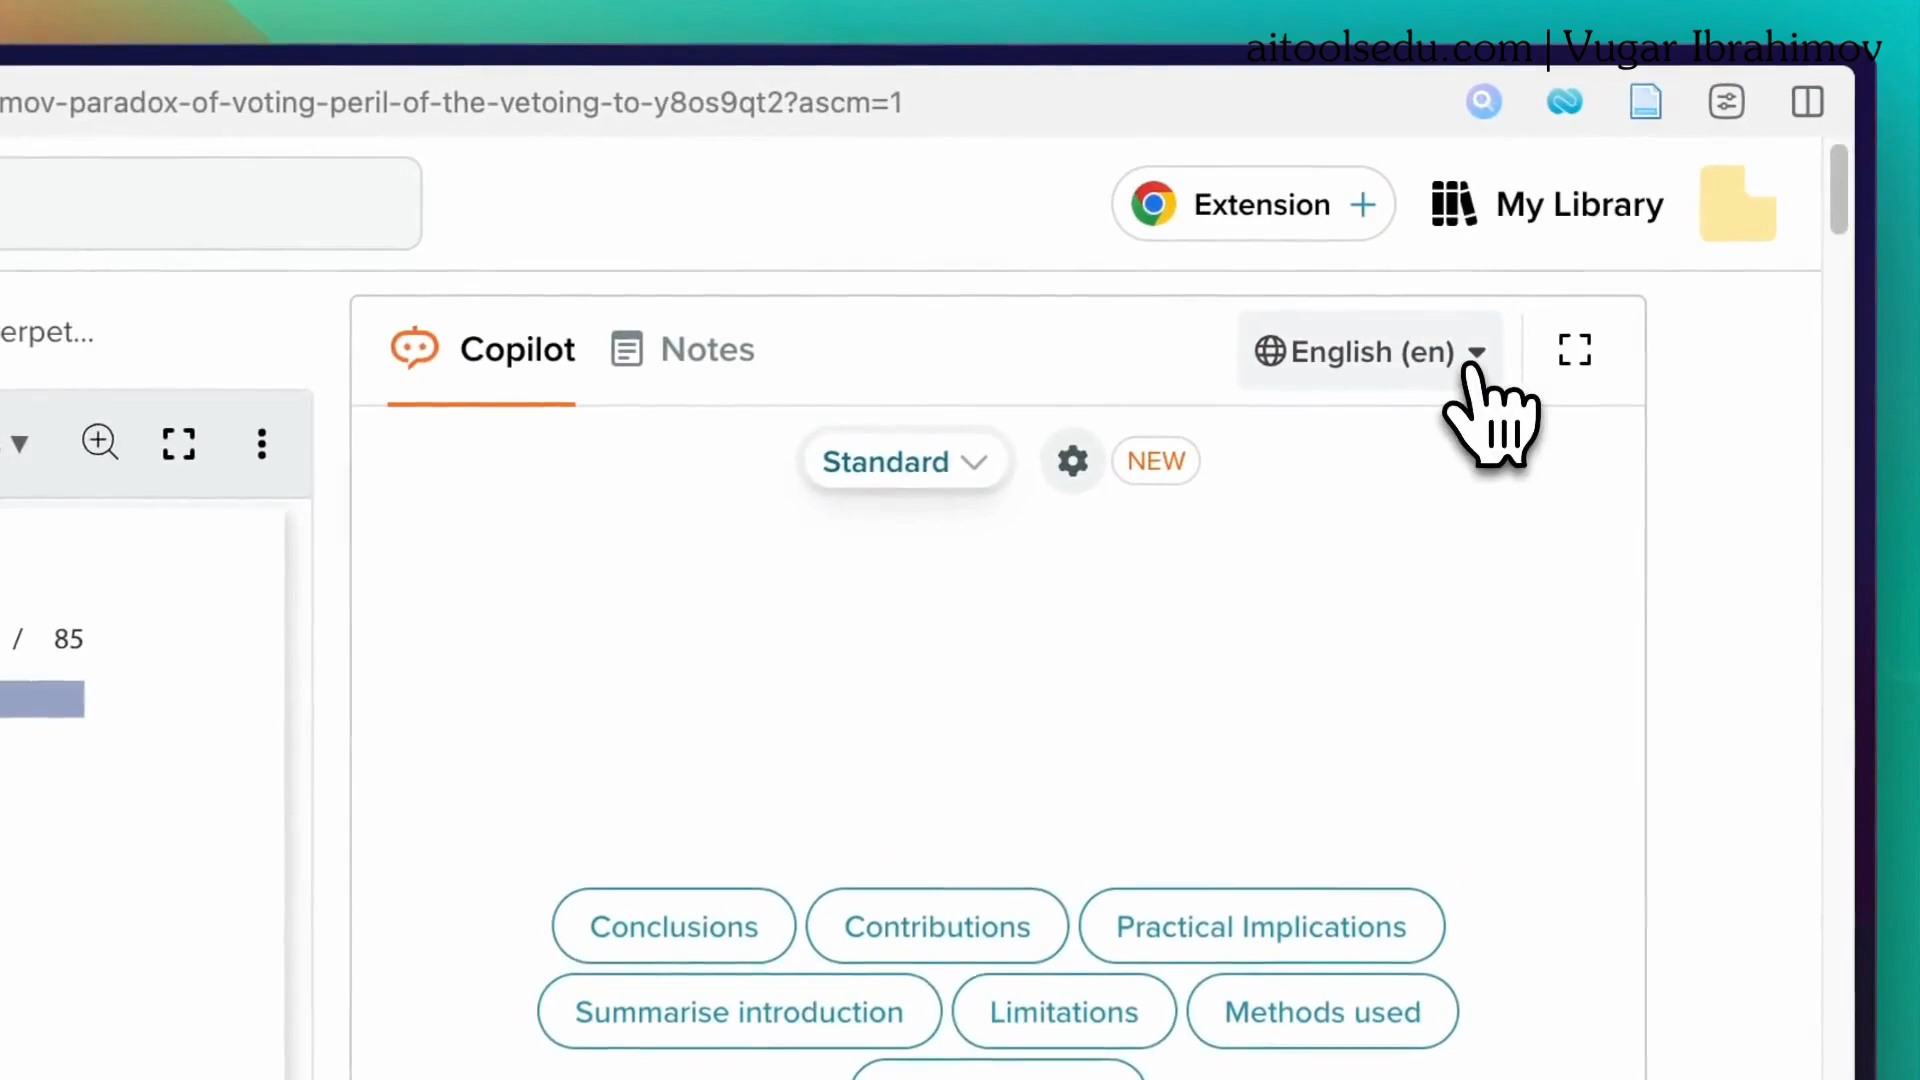 aitoolsedu.com | Vugar Ibrahimov
mov-paradox-of-voting-peril-of-the-vetoing-to-y8os9qt2?ascm=1
Extension +
My Library
erpet...
Copilot
Notes
English (en)
Standard
NEW
/ 85
Conclusions
Contributions
Practical Implications
Summarise introduction
Limitations
Methods used